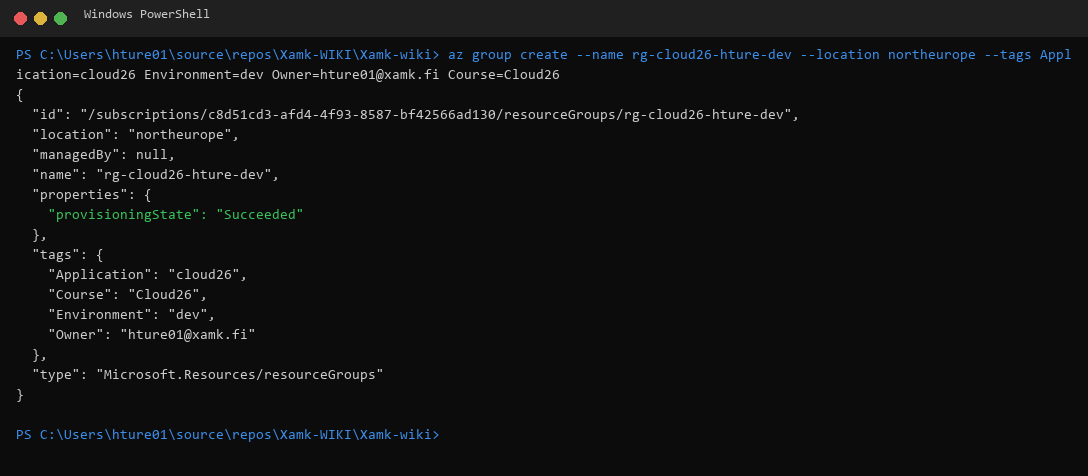 Windows PowerShell
PS C:\Users\hture01\source\repos\Xamk-WIKI\Xamk-wiki> az group create --name rg-cloud26-hture-dev --location northeurope --tags Appl
ication=cloud26 Environment=dev Owner=hture01@xamk.fi Course=Cloud26
{
  "id": "/subscriptions/c8d51cd3-afd4-4f93-8587-bf42566ad130/resourceGroups/rg-cloud26-hture-dev",
  "location": "northeurope",
  "managedBy": null,
  "name": "rg-cloud26-hture-dev",
  "properties": {
    "provisioningState": "Succeeded"
  },
  "tags": {
    "Application": "cloud26",
    "Course": "Cloud26",
    "Environment": "dev",
    "Owner": "hture01@xamk.fi"
  },
  "type": "Microsoft.Resources/resourceGroups"
}
PS C:\Users\hture01\source\repos\Xamk-WIKI\Xamk-wiki>